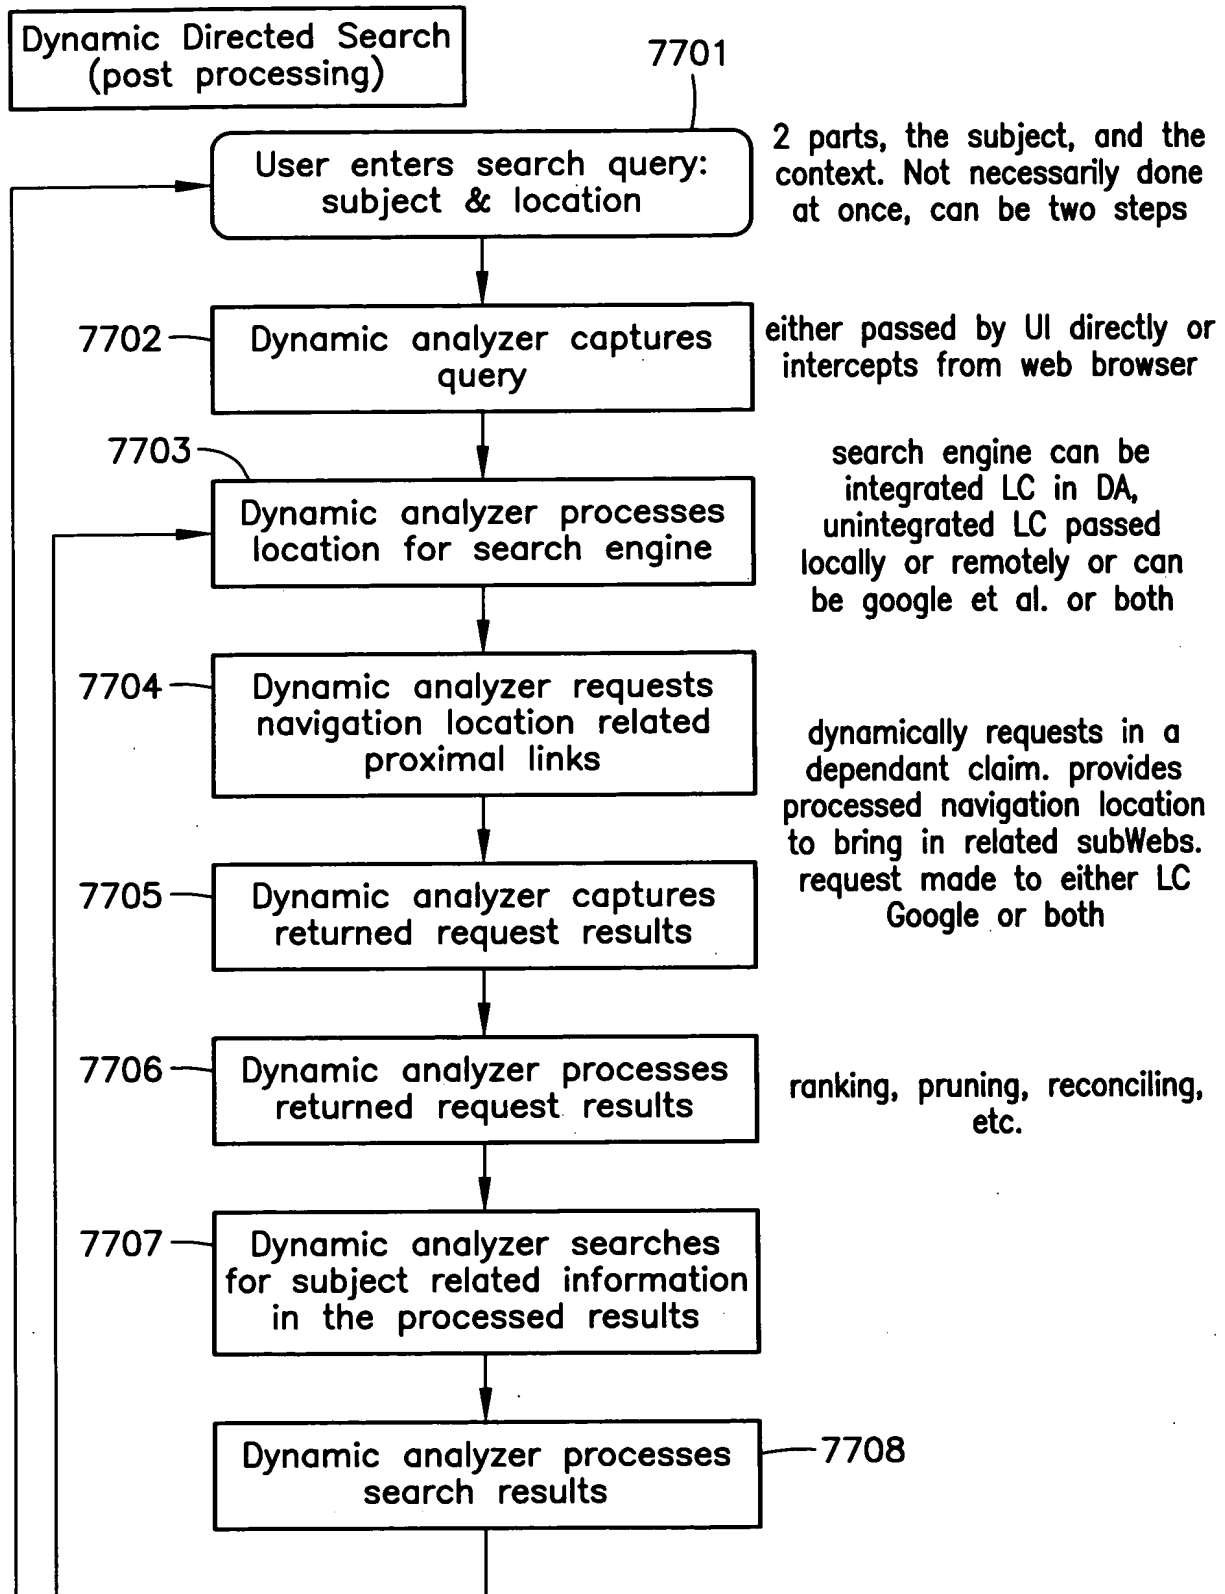 Dynamic Directed Search
(post processing)
7701
User enters search query:
subject & location
2 parts, the subject, and the
context. Not necessarily done
at once, can be two steps
7702
Dynamic analyzer captures
query
either passed by UI directly or
intercepts from web browser
7703
Dynamic analyzer processes
location for search engine
search engine can be
integrated LC in DA,
unintegrated LC passed
locally or remotely or can
be google et al. or both
7704
Dynamic analyzer requests
navigation location related
proximal links
dynamically requests in a
dependant claim. provides
processed navigation location
to bring in related subWebs.
request made to either LC
Google or both
7705
Dynamic analyzer captures
returned request results
7706
Dynamic analyzer processes
returned request results
ranking, pruning, reconciling,
etc.
7707
Dynamic analyzer searches
for subject related information
in the processed results
Dynamic analyzer processes
search results
7708